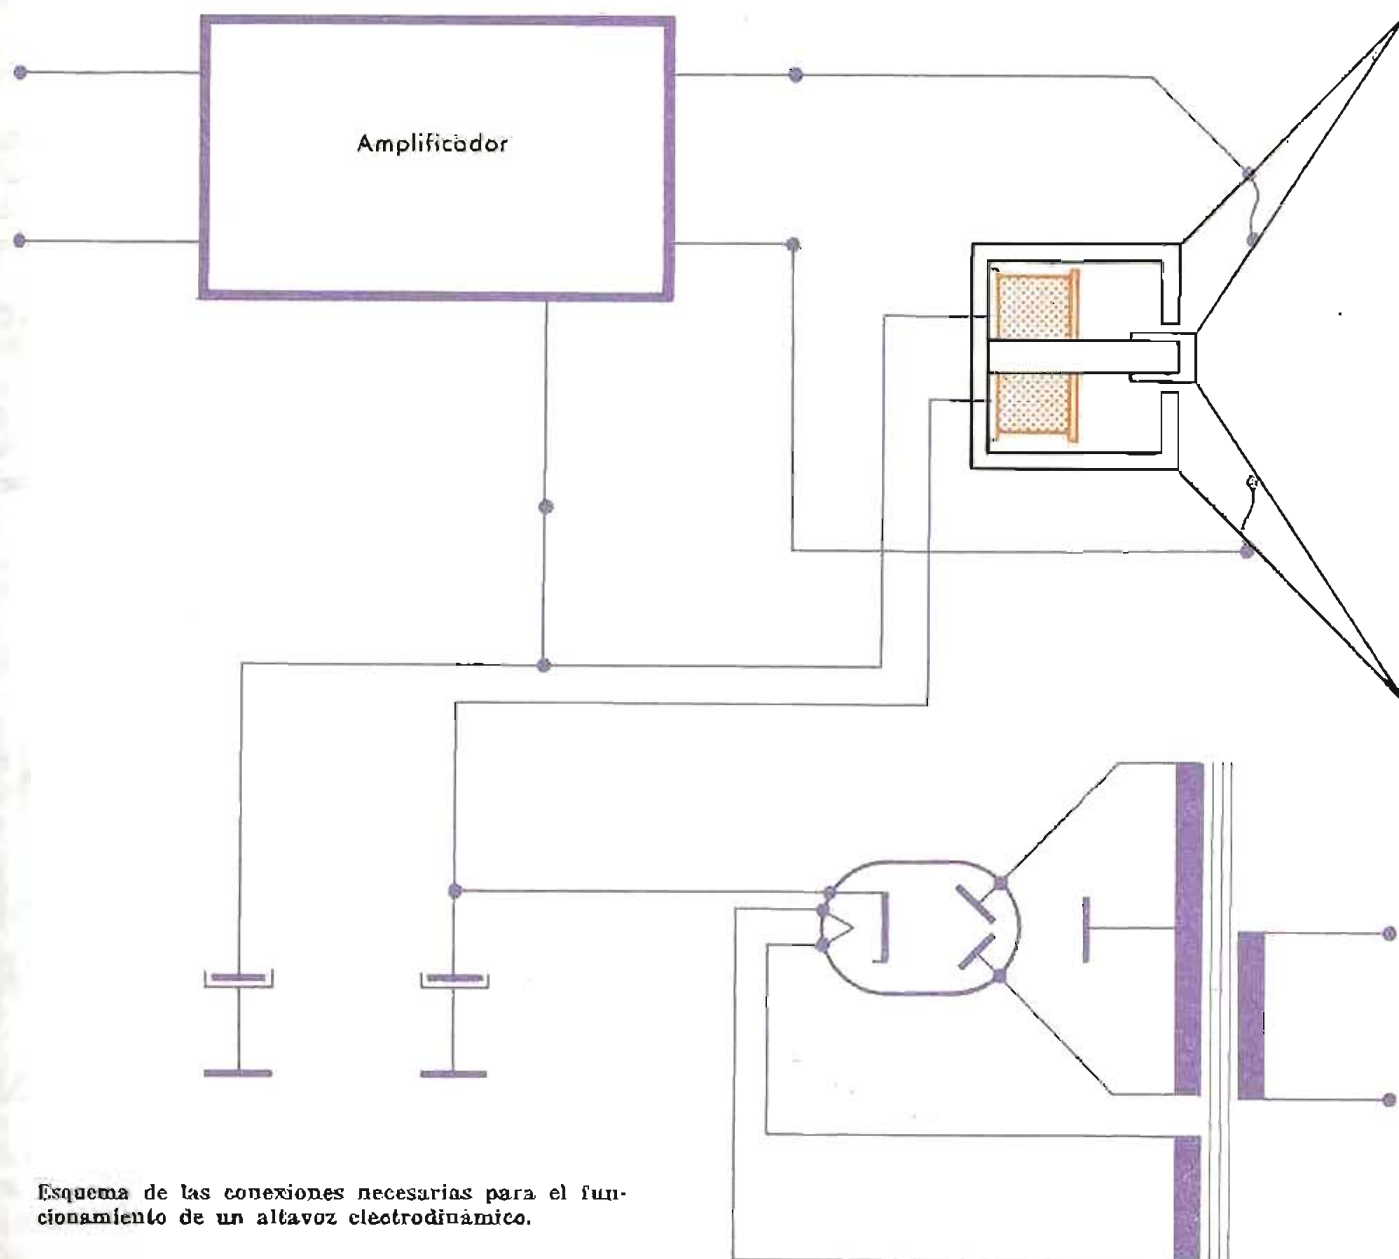 Amplificador
Esquema de las conexiones necesarias para el fun-
cionamiento de un altavoz electrodinámico.